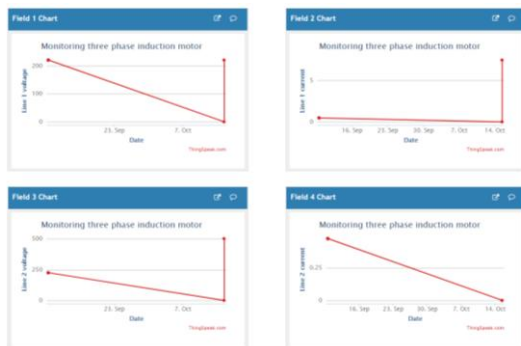 Field 1 Chart
Monitoring three phase induction motor
Line 1 voltage
200
100
0
23. Sep
7. Oct
Date
ThingSpeak.com
Field 2 Chart
Monitoring three phase induction motor
Line 1 current
5
0
16. Sep
23. Sep
30. Sep
7. Oct
14. Oct
Date
ThingSpeak.com
Field 3 Chart
Monitoring three phase induction motor
Line 2 voltage
500
250
0
23. Sep
7. Oct
Date
ThingSpeak.com
Field 4 Chart
Monitoring three phase induction motor
Line 2 current
0.25
0
16. Sep
23. Sep
30. Sep
7. Oct
14. Oct
Date
ThingSpeak.com